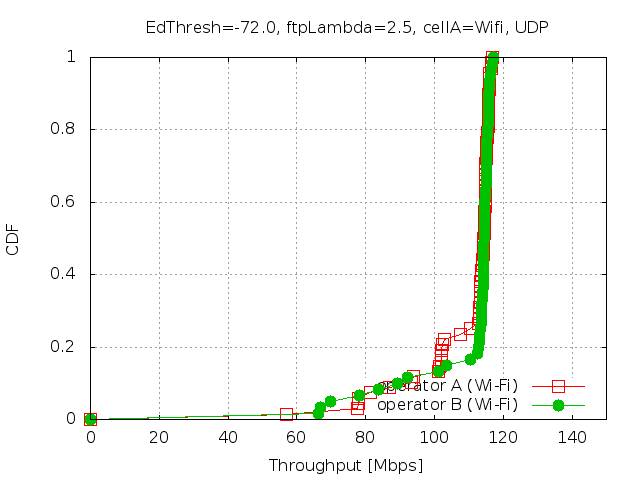 EdThresh=-72.0, ftpLambda=2.5, cellA=Wifi, UDP
1
0.8
0.6
0.4
0.2
0
CDF
0 20 40 60 80 100 120 140
Throughput [Mbps]
operator A (Wi-Fi)
operator B (Wi-Fi)